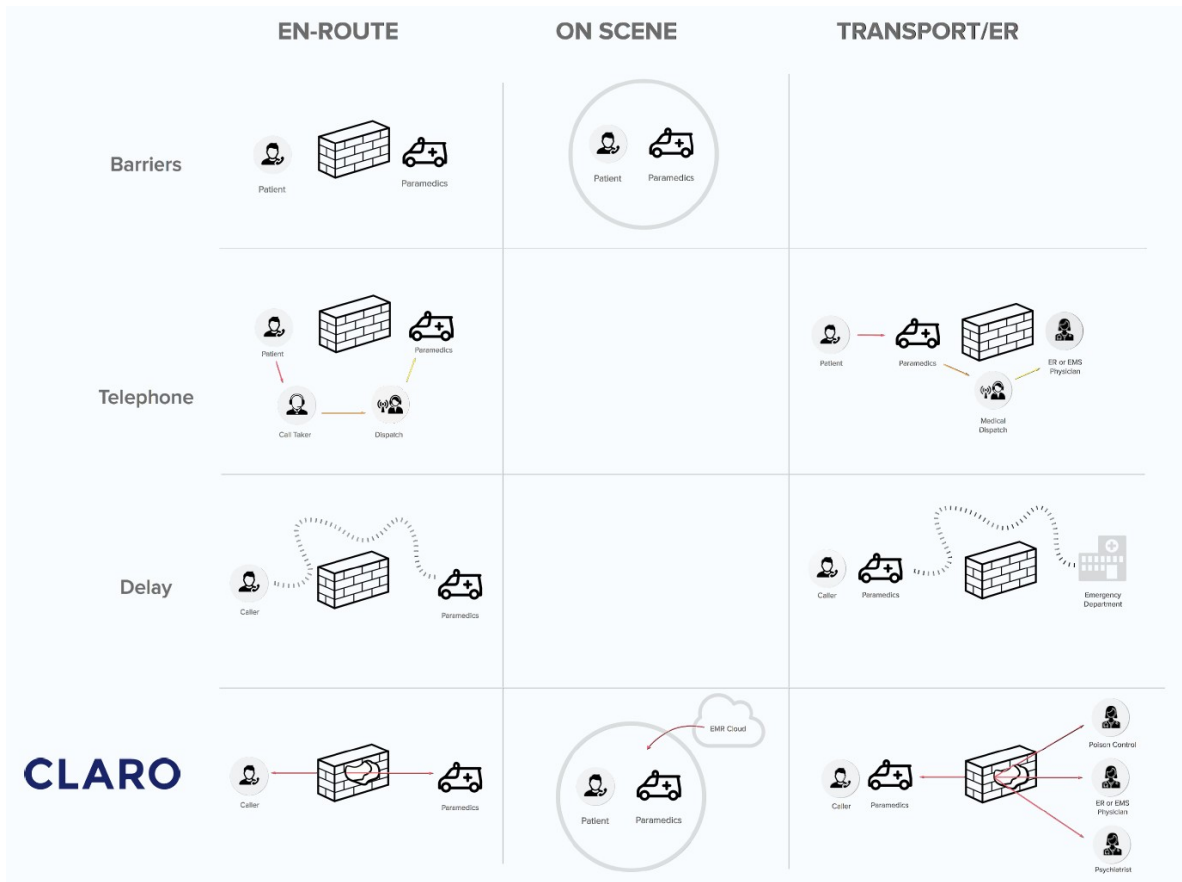 EN-ROUTE
ON SCENE
TRANSPORT/ER
Barriers
Patient
Paramedics
Patient
Paramedics
Telephone
Patient
Paramedics
Call Taker
Dispatch
Patient
Paramedics
ER or EMS
Physician
Medical
Dispatch
Delay
Caller
Paramedics
Caller
Paramedics
Emergency
Department
CLARO
Caller
Paramedics
EMR Cloud
Patient
Paramedics
Caller
Paramedics
Poison Control
ER or EMS
Physician
Psychiatrist